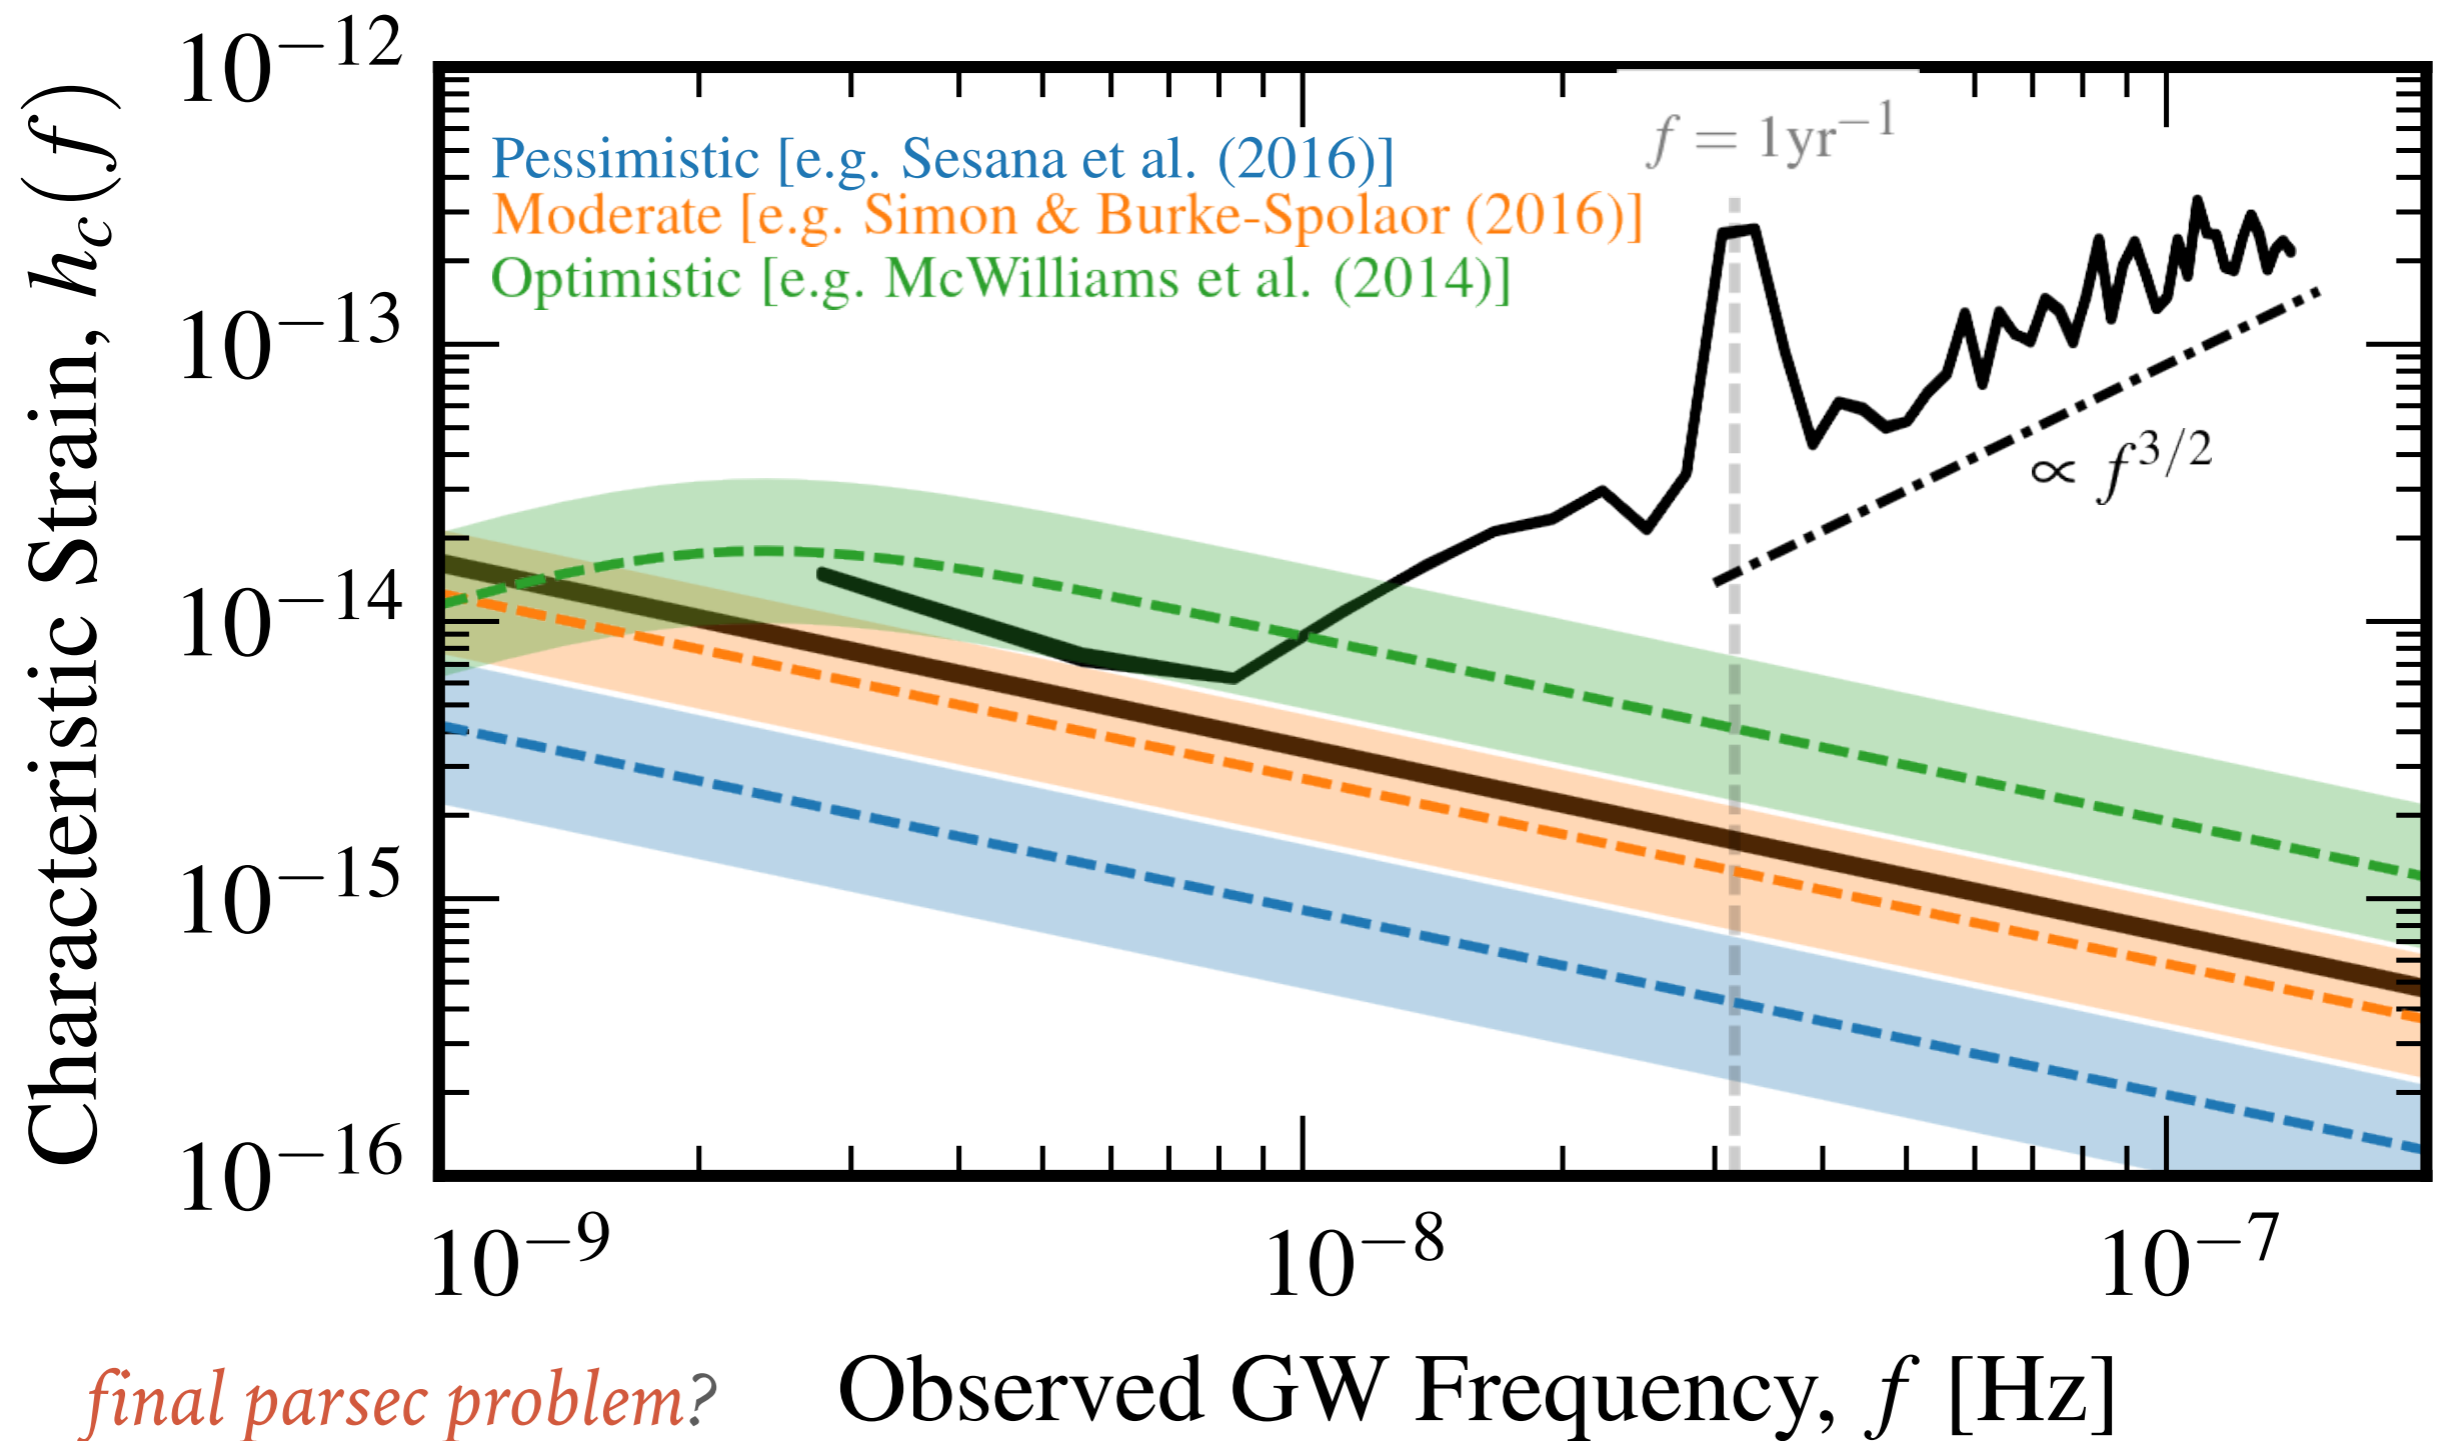 10−12
10−13
10−14
10−15
10−16
Characteristic Strain, h_c(f)
Pessimistic [e.g. Sesana et al. (2016)]
Moderate [e.g. Simon & Burke-Spolaor (2016)]
Optimistic [e.g. McWilliams et al. (2014)]
f = 1yr−1
∝ f3/2
10−9 10−8 10−7
Observed GW Frequency, f [Hz]
final parsec problem?